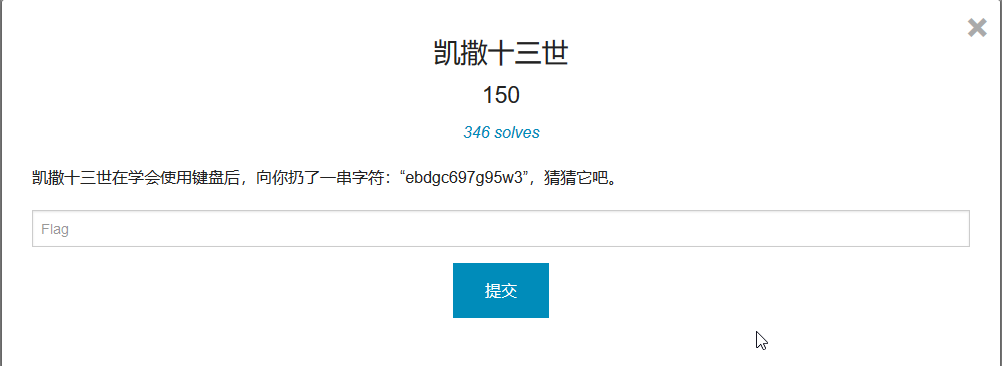 凯撒十三世
150
346 solves
凯撒十三世在学会使用键盘后，向你扔了一串字符：“ebdgc697g95w3”，猜猜它吧。
Flag
提交